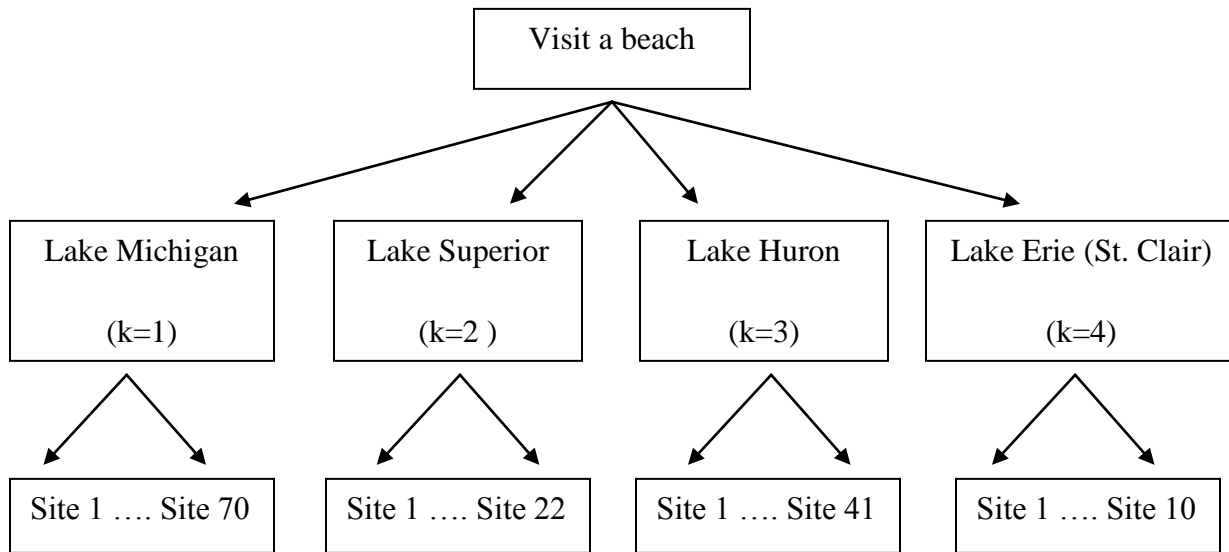 Visit a beach
Lake Michigan
(k=1)
Lake Superior
(k=2 )
Lake Huron
(k=3)
Lake Erie (St. Clair)
(k=4)
Site 1 …. Site 70
Site 1 …. Site 22
Site 1 …. Site 41
Site 1 …. Site 10